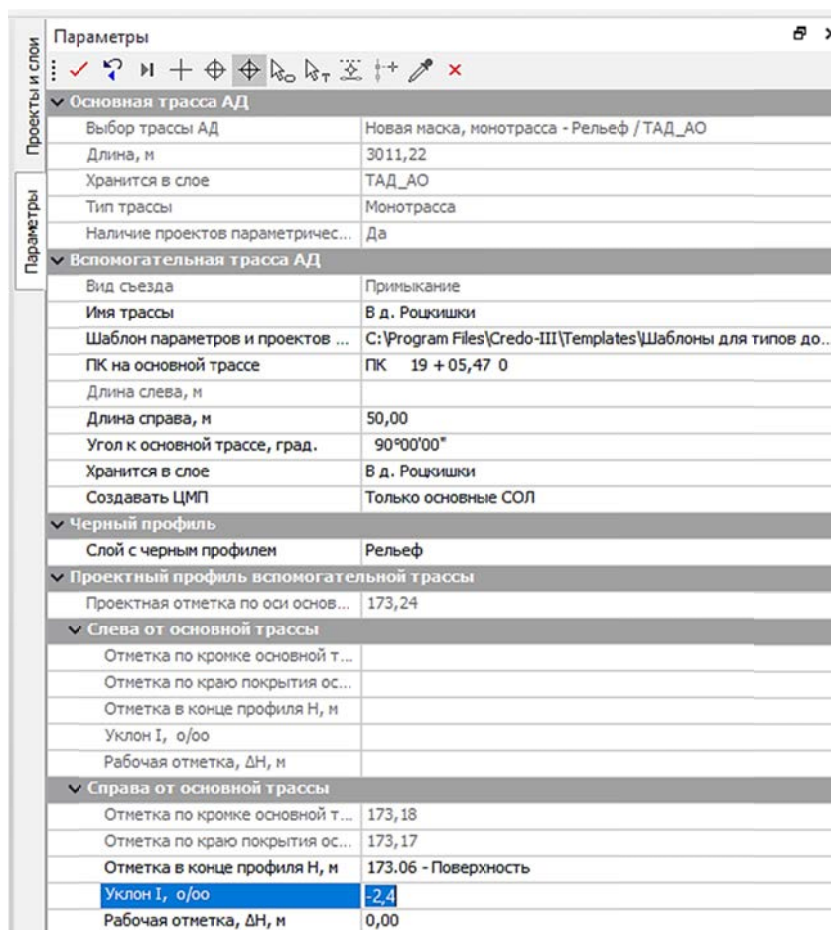 Параметры
Проекты и слои
Параметры
Основная трасса АД
Выбор трассы АД Новая маска, монотрасса - Рельеф / ТАД_АО
Длина, м 3011,22
Хранится в слое ТАД_АО
Тип трассы Монотрасса
Наличие проектов параметричес... Да
Вспомогательная трасса АД
Вид съезда Примыкание
Имя трассы В д. Роцкишки
Шаблон параметров и проектов ... C:\Program Files\Credo-III\Templates\Шаблоны для типов до...
ПК на основной трассе ПК 19 + 05,47 0
Длина слева, м
Длина справа, м 50,00
Угол к основной трассе, град. 90°00'00"
Хранится в слое В д. Роцкишки
Создавать ЦМП Только основные СОЛ
Черный профиль
Слой с черным профилем Рельеф
Проектный профиль вспомогательной трассы
Проектная отметка по оси основ... 173,24
Слева от основной трассы
Отметка по кромке основной т...
Отметка по краю покрытия ос...
Отметка в конце профиля H, м
Уклон I, о/оо
Рабочая отметка, ΔH, м
Справа от основной трассы
Отметка по кромке основной т... 173,18
Отметка по краю покрытия ос... 173,17
Отметка в конце профиля H, м 173.06 - Поверхность
Уклон I, о/оо -2,4
Рабочая отметка, ΔH, м 0,00